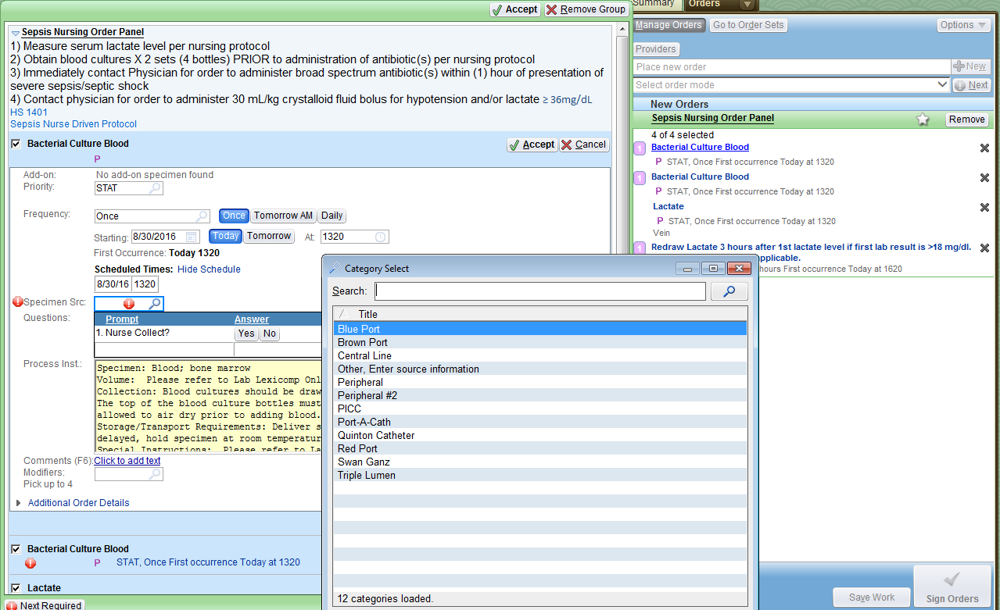 Accept
Remove Group
Sepsis Nursing Order Panel
1) Measure serum lactate level per nursing protocol
2) Obtain blood cultures X 2 sets (4 bottles) PRIOR to administration of antibiotic(s) per nursing protocol
3) Immediately contact Physician for order to administer broad spectrum antibiotic(s) within (1) hour of presentation of
severe sepsis/septic shock
4) Contact physician for order to administer 30 mL/kg crystalloid fluid bolus for hypotension and/or lactate ≥ 36mg/dL
HS 1401
Sepsis Nurse Driven Protocol
Bacterial Culture Blood
Accept
Cancel
P
Add-on: No add-on specimen found
Priority: STAT
Frequency: Once Once Tomorrow AM Daily
Starting: 8/30/2016 Today Tomorrow At: 1320
First Occurrence: Today 1320
Scheduled Times: Hide Schedule
8/30/16 1320
Specimen Src:
Questions: Prompt Answer
1. Nurse Collect? Yes No
Process Inst.: Specimen: Blood; bone marrow
Volume: Please refer to Lab Lexicomp Onl
Collection: Blood cultures should be draw
The top of the blood culture bottles must
allowed to air dry prior to adding blood.
Storage/Transport Requirements: Deliver s
delayed, hold specimen at room temperatur
Special Instructions: Please refer to La
Comments (F6): Click to add text
Modifiers:
Pick up to 4
Additional Order Details
Bacterial Culture Blood
P STAT, Once First occurrence Today at 1320
Lactate
Next Required
Category Select
Search:
Title
Blue Port
Brown Port
Central Line
Other, Enter source information
Peripheral
Peripheral #2
PICC
Port-A-Cath
Quinton Catheter
Red Port
Swan Ganz
Triple Lumen
12 categories loaded.
Summary
Orders
Manage Orders
Go to Order Sets
Options
Providers
Place new order
New
Select order mode
Next
New Orders
Sepsis Nursing Order Panel
Remove
4 of 4 selected
1 Bacterial Culture Blood
P STAT, Once First occurrence Today at 1320
1 Bacterial Culture Blood
P STAT, Once First occurrence Today at 1320
Lactate
P STAT, Once First occurrence Today at 1320
Vein
1 Redraw Lactate 3 hours after 1st lactate level if first lab result is >18 mg/dl.
applicable.
hours First occurrence Today at 1620
Save Work
Sign Orders